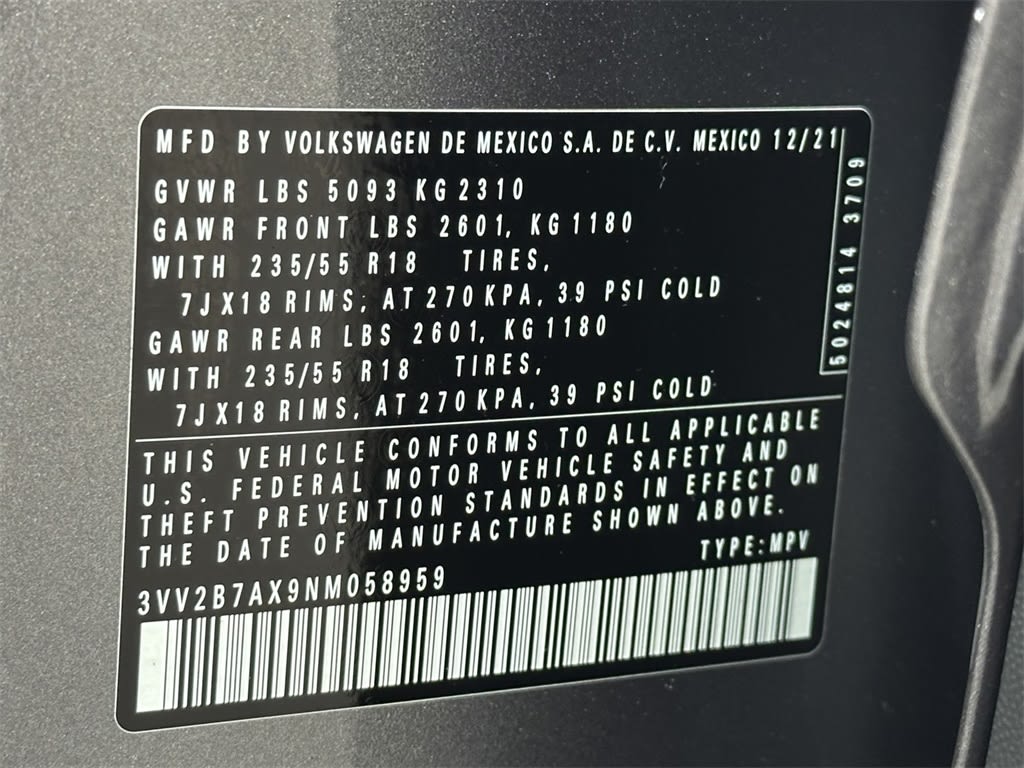 MFD BY VOLKSWAGEN DE MEXICO S.A. DE C.V. MEXICO 12/21
GVWR LBS 5093 KG 2310
GAWR FRONT LBS 2601, KG 1180
WITH 235/55 R18 TIRES,
7JX18 RIMS, AT 270 KPA, 39 PSI COLD
GAWR REAR LBS 2601, KG 1180
WITH 235/55 R18 TIRES,
7JX18 RIMS, AT 270 KPA, 39 PSI COLD
5024814 3709
THIS VEHICLE CONFORMS TO ALL APPLICABLE
U.S. FEDERAL MOTOR VEHICLE SAFETY AND
THEFT PREVENTION STANDARDS IN EFFECT ON
THE DATE OF MANUFACTURE SHOWN ABOVE.
TYPE: MPV
3VV2B7AX9NM058959